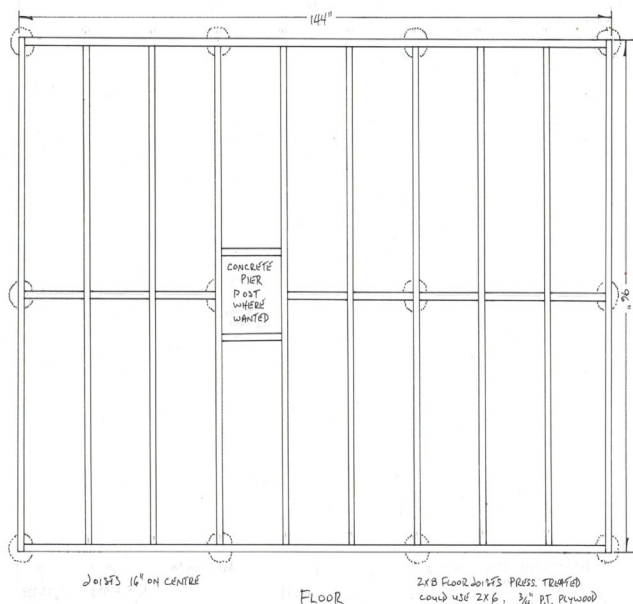 144"
CONCRETE
PIER
POST
WHERE
WANTED
96"
JOISTS 16" ON CENTRE
FLOOR
2X8 FLOOR JOISTS PRESS. TREATED
COULD USE 2X6, 3/4" P.T. PLYWOOD